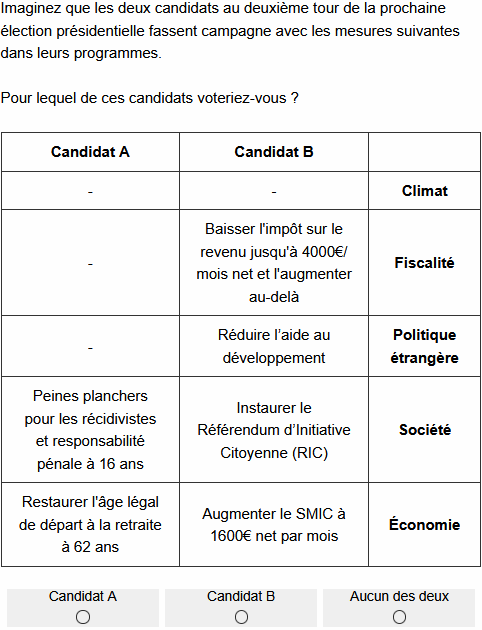 Imaginez que les deux candidats au deuxième tour de la prochaine
élection présidentielle fassent campagne avec les mesures suivantes
dans leurs programmes.
Pour lequel de ces candidats voteriez-vous ?
Candidat A
Candidat B
-
-
Climat
-
Baisser l'impôt sur le
revenu jusqu'à 4000€/
mois net et l'augmenter
au-delà
Fiscalité
-
Réduire l'aide au
développement
Politique
étrangère
Peines planchers
pour les récidivistes
et responsabilité
pénale à 16 ans
Instaurer le
Référendum d'Initiative
Citoyenne (RIC)
Société
Restaurer l'âge légal
de départ à la retraite
à 62 ans
Augmenter le SMIC à
1600€ net par mois
Économie
Candidat A
Candidat B
Aucun des deux